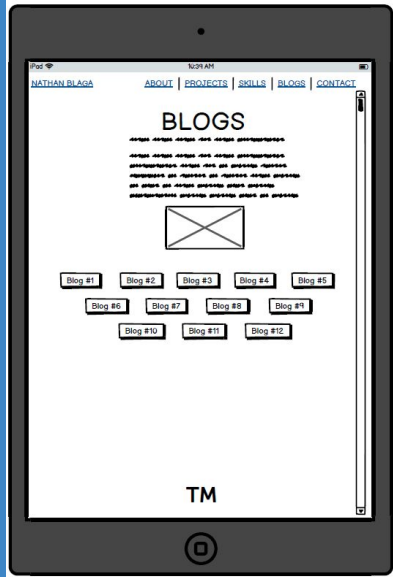 iPad 10:39 AM
NATHAN BLAGA ABOUT PROJECTS SKILLS BLOGS CONTACT
BLOGS
Blog #1 Blog #2 Blog #3 Blog #4 Blog #5
Blog #6 Blog #7 Blog #8 Blog #9
Blog #10 Blog #11 Blog #12
TM